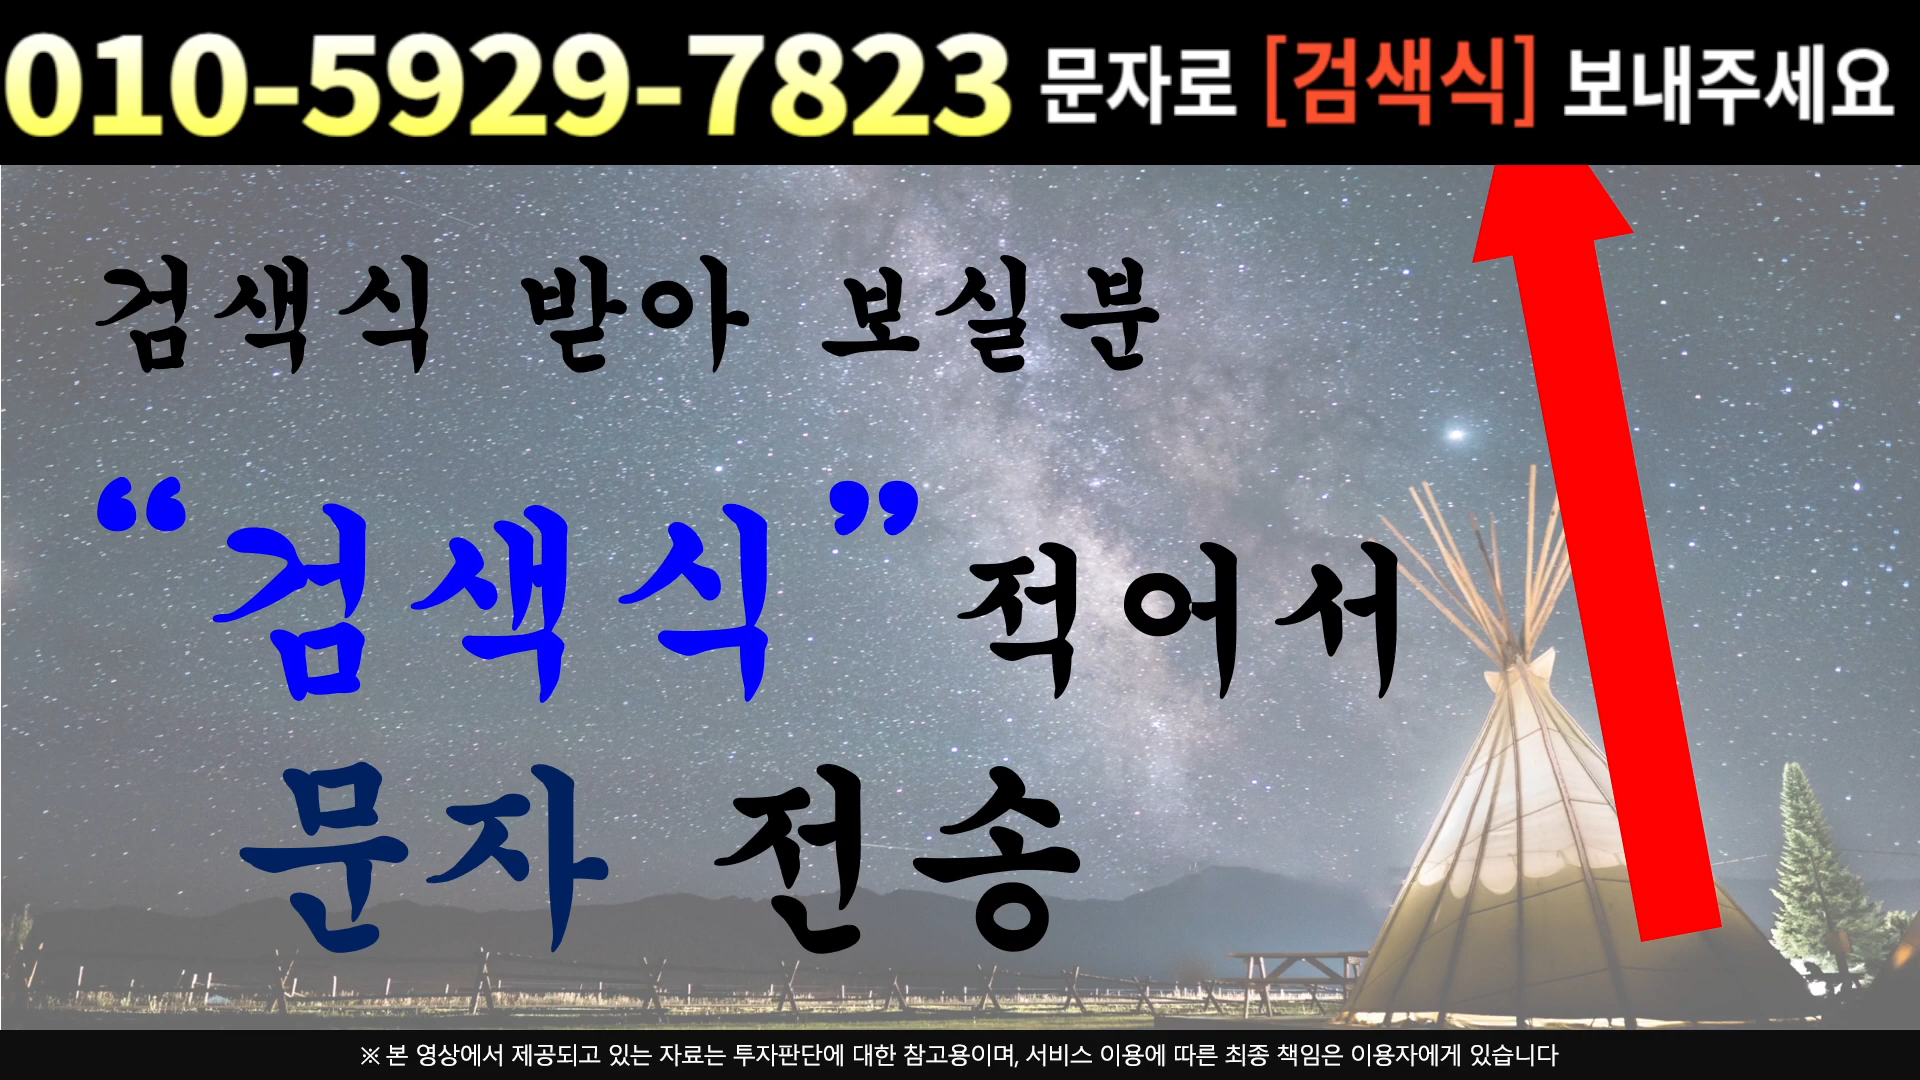 010-5929-7823 문자로 [검색식] 보내주세요
검색식 받아 보실분
“검색식” 적어서
문자 전송
※ 본 영상에서 제공되고 있는 자료는 투자판단에 대한 참고용이며, 서비스 이용에 따른 최종 책임은 이용자에게 있습니다